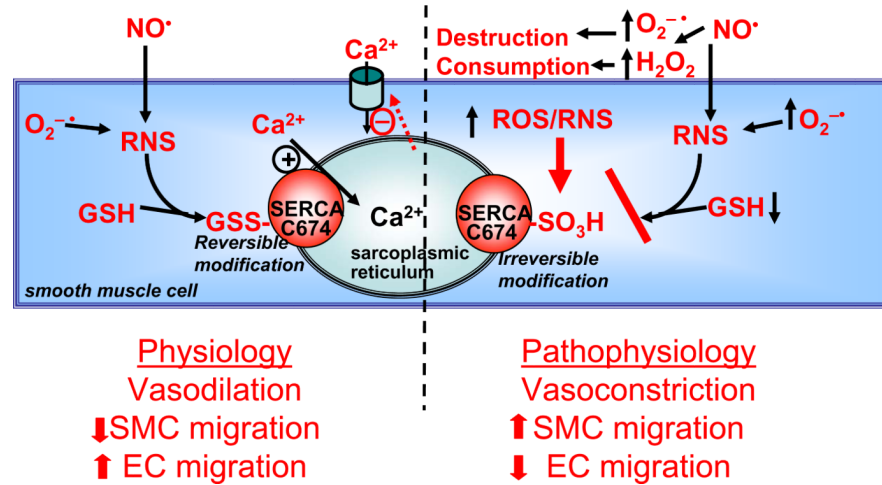 NO•
O₂⁻•
RNS
GSH
GSS-
Reversible
modification
Ca²⁺
Ca²⁺
+
−
SERCA
C674
Ca²⁺
sarcoplasmic
reticulum
smooth muscle cell
Destruction
O₂⁻•
NO•
Consumption
H₂O₂
ROS/RNS
RNS
O₂⁻•
GSH
SERCA
C674
-SO₃H
Irreversible
modification
Physiology
Vasodilation
SMC migration
EC migration
Pathophysiology
Vasoconstriction
SMC migration
EC migration